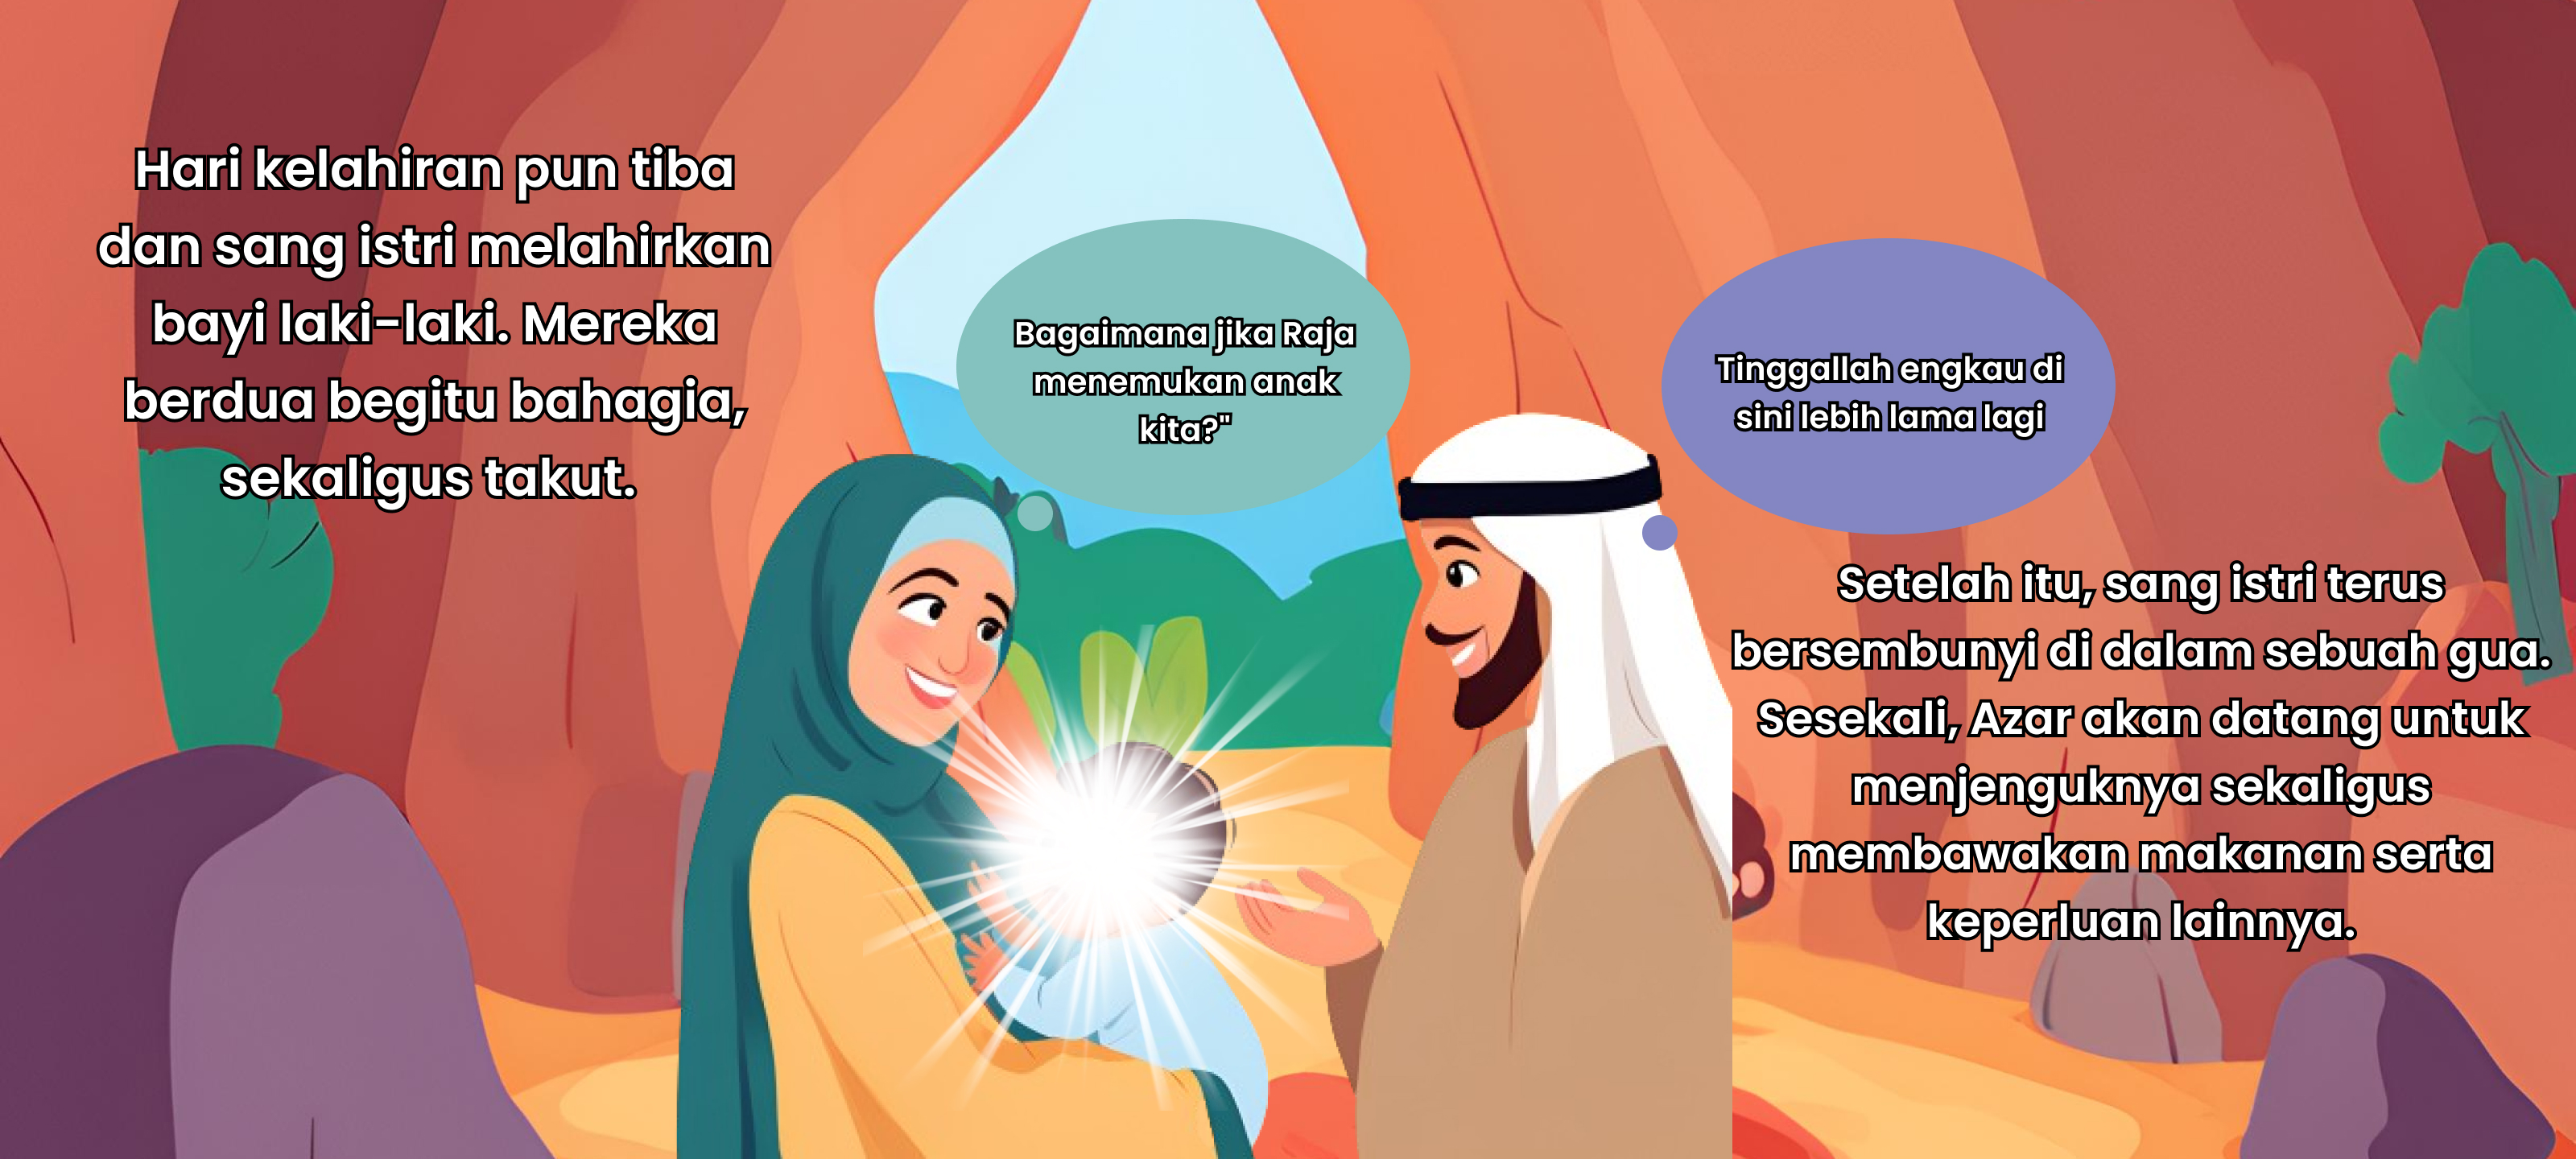 Hari kelahiran pun tiba
dan sang istri melahirkan
bayi laki-laki. Mereka
berdua begitu bahagia,
sekaligus takut.
Bagaimana jika Raja
menemukan anak
kita?"
Tinggallah engkau di
sini lebih lama lagi
Setelah itu, sang istri terus
bersembunyi di dalam sebuah gua.
Sesekali, Azar akan datang untuk
menjenguknya sekaligus
membawakan makanan serta
keperluan lainnya.